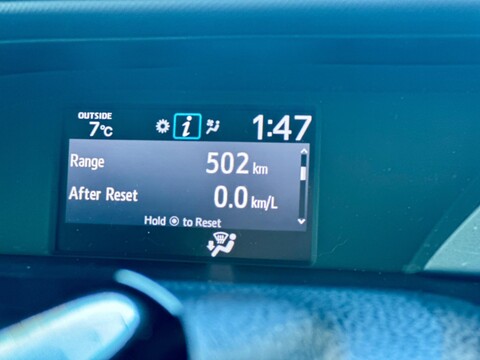 OUTSIDE
7°C
i
1:47
Range 502 km
After Reset 0.0 km/L
Hold ⦿ to Reset